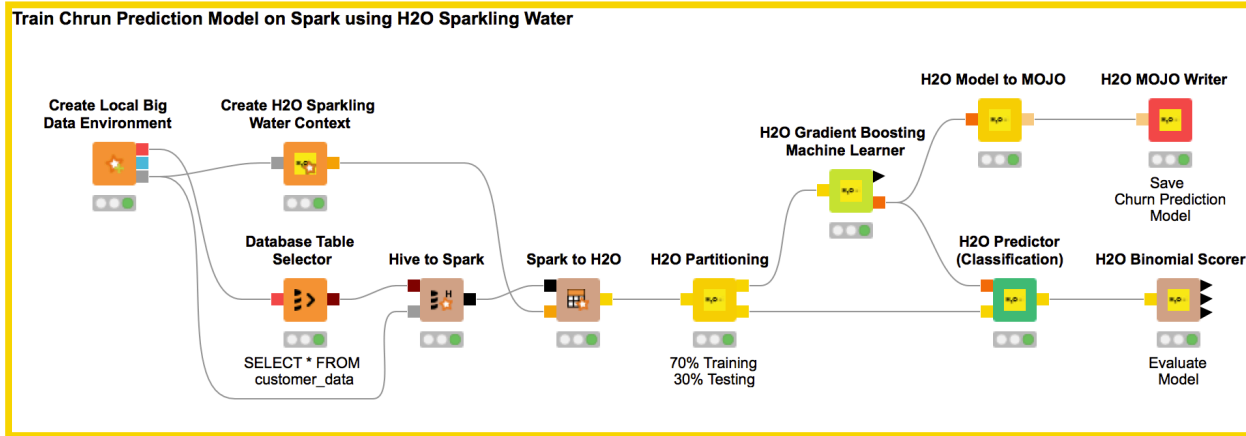 Train Chrun Prediction Model on Spark using H2O Sparkling Water
H2O Model to MOJO
H2O MOJO Writer
Create Local Big
Data Environment
Create H2O Sparkling
Water Context
H2O Gradient Boosting
Machine Learner
Save
Churn Prediction
Model
Database Table
Selector
Hive to Spark
Spark to H2O
H2O Partitioning
H2O Predictor
(Classification)
H2O Binomial Scorer
SELECT * FROM
customer_data
70% Training
30% Testing
Evaluate
Model